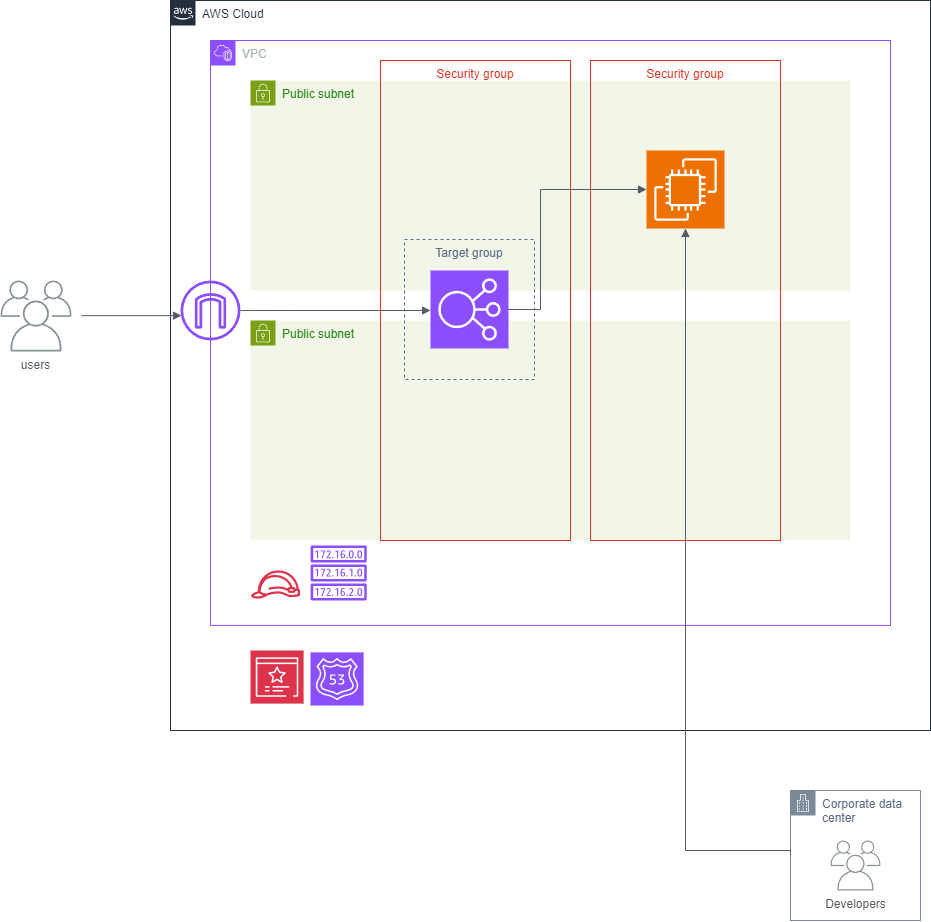 aws
AWS Cloud
VPC
Security group
Security group
Public subnet
Target group
Public subnet
users
172.16.0.0
172.16.1.0
172.16.2.0
53
Corporate data
center
Developers